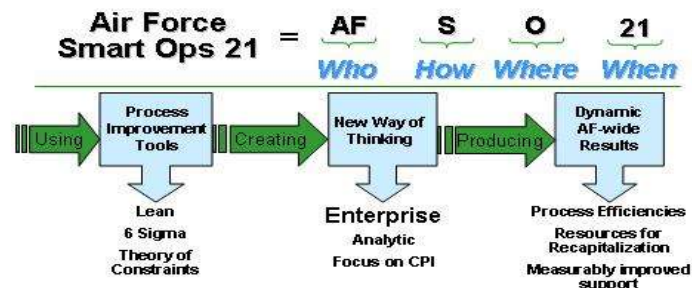 Air Force
Smart Ops 21
=
AF S O 21
Who How Where When
Using
Process
Improvement
Tools
Creating
New Way of
Thinking
Producing
Dynamic
AF-wide
Results
Lean
6 Sigma
Theory of
Constraints
Enterprise
Analytic
Focus on CPI
Process Efficiencies
Resources for
Recapitalization
Measurably improved
support